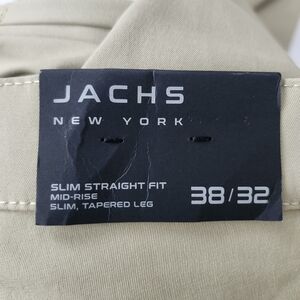 JACHS
NEW YORK
SLIM STRAIGHT FIT
MID-RISE
SLIM, TAPERED LEG
38/32